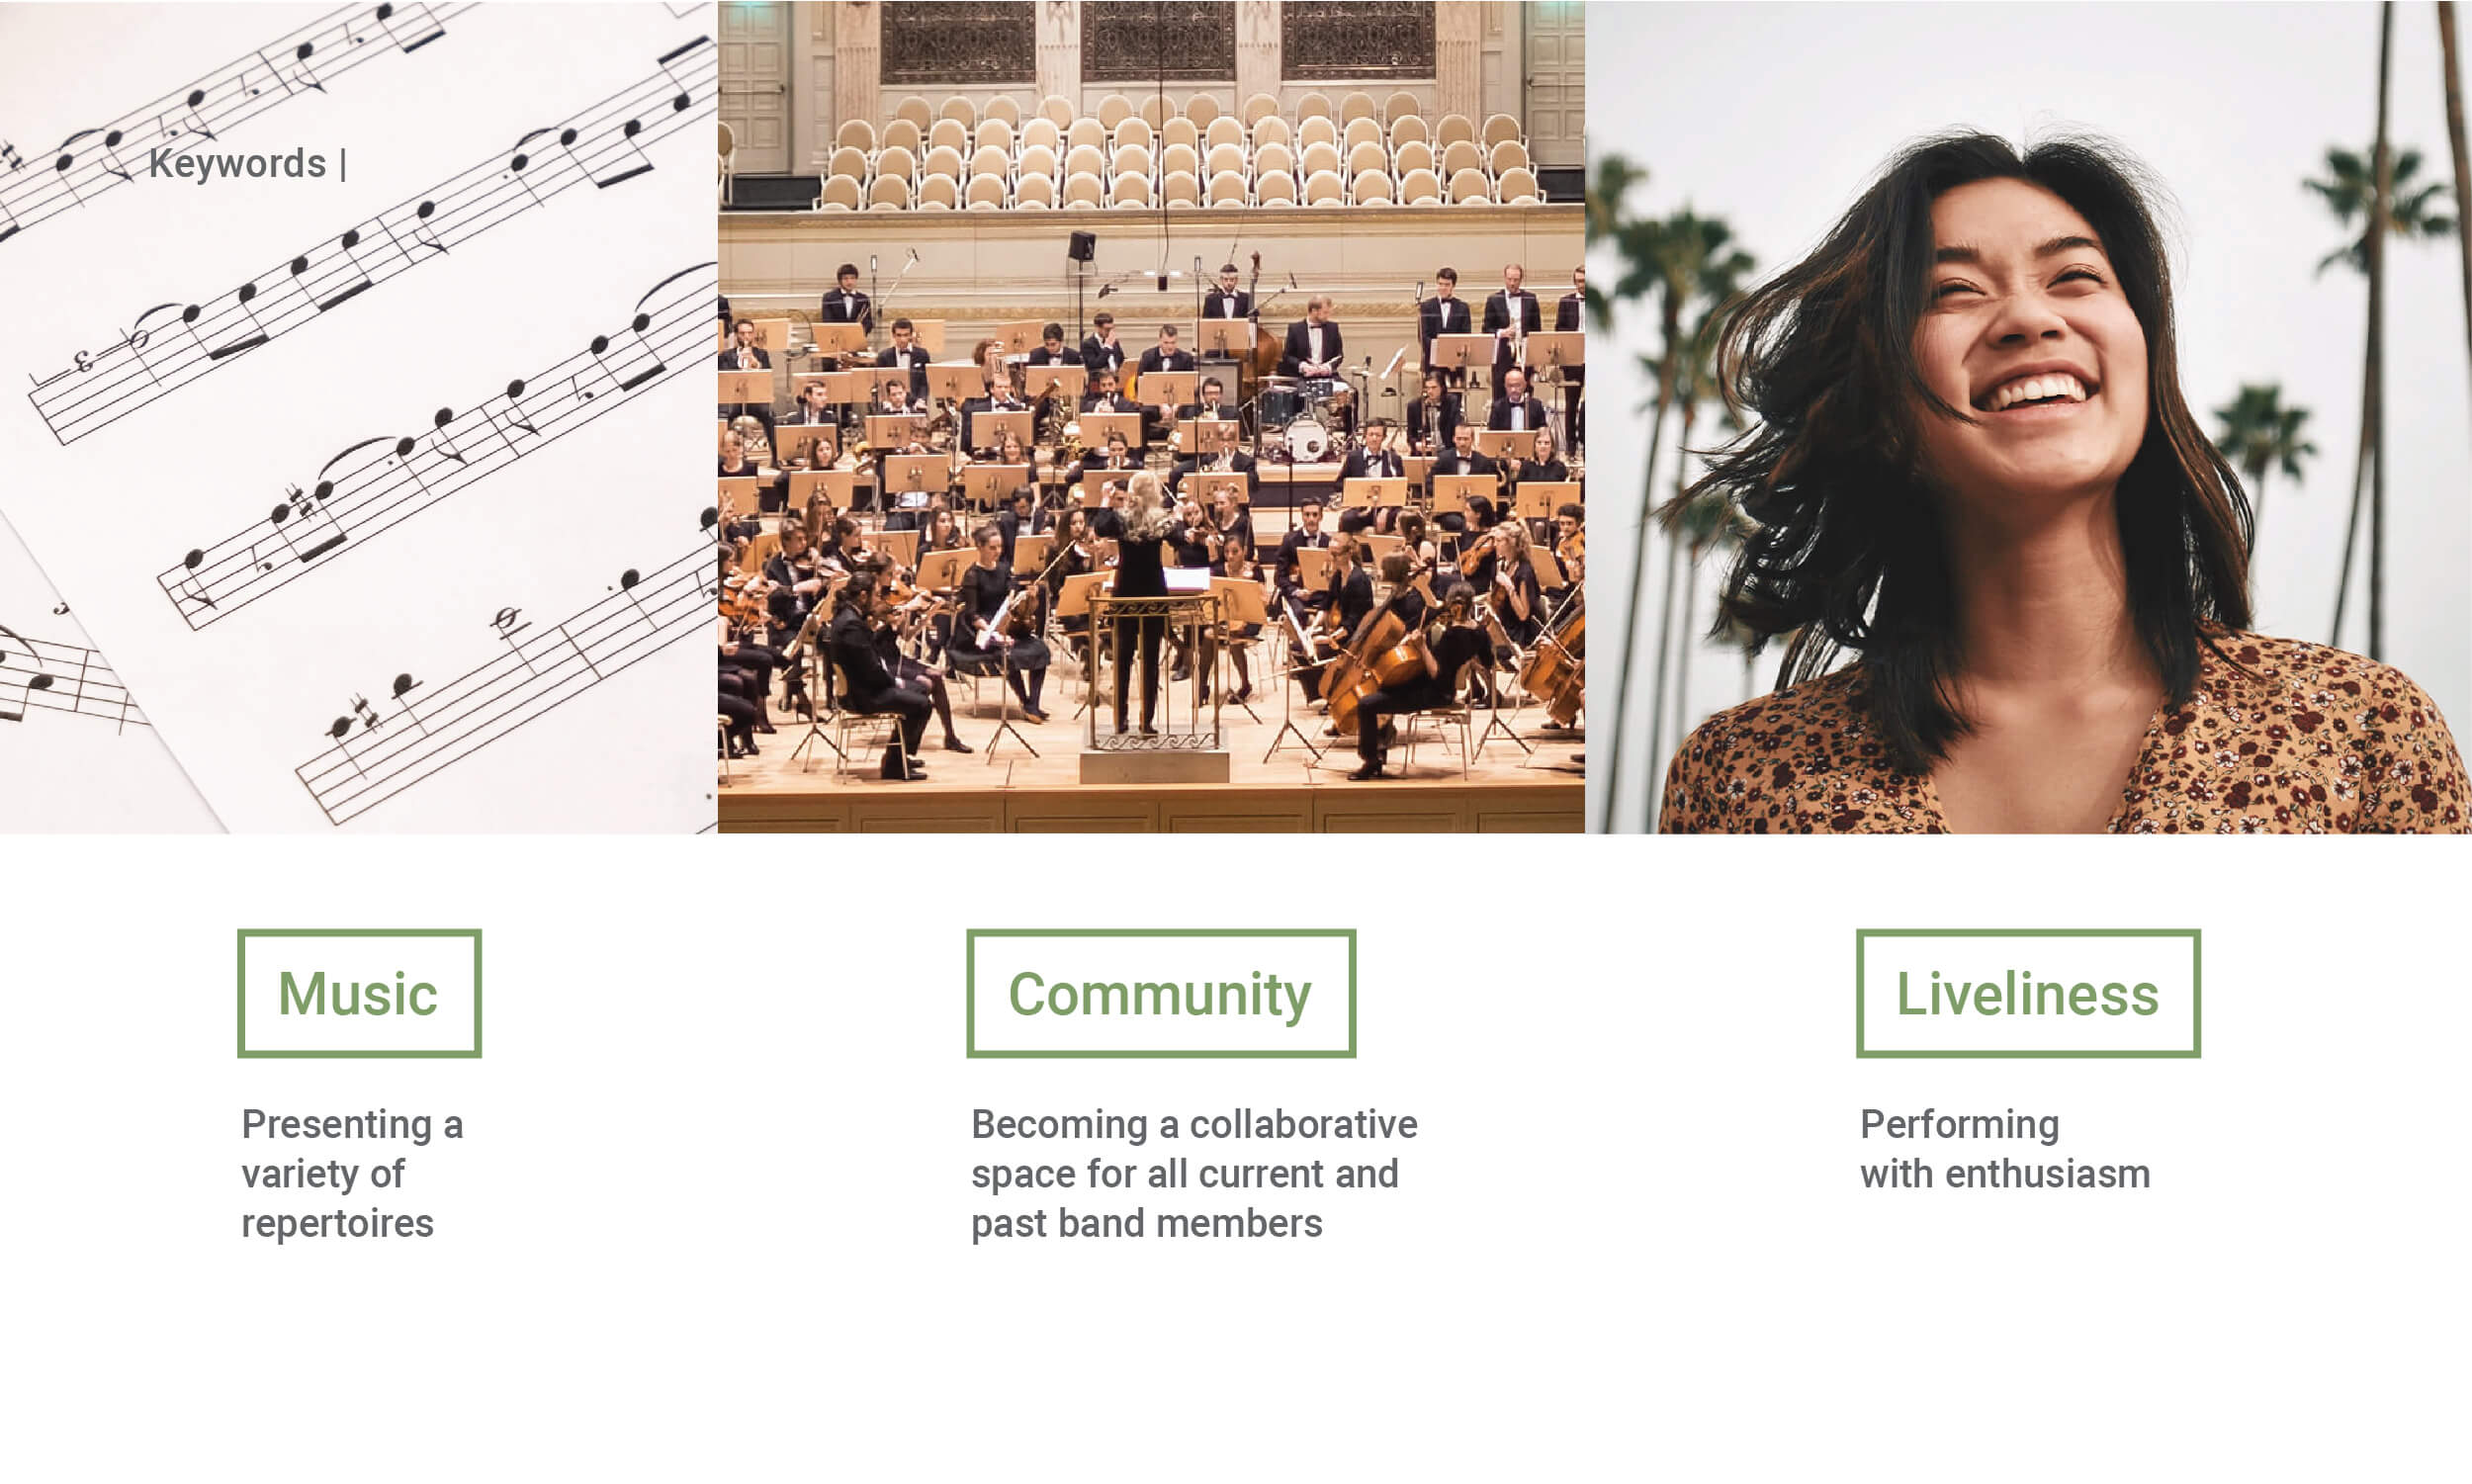 Keywords |
Music
Presenting a
variety of
repertoires
Community
Becoming a collaborative
space for all current and
past band members
Liveliness
Performing
with enthusiasm